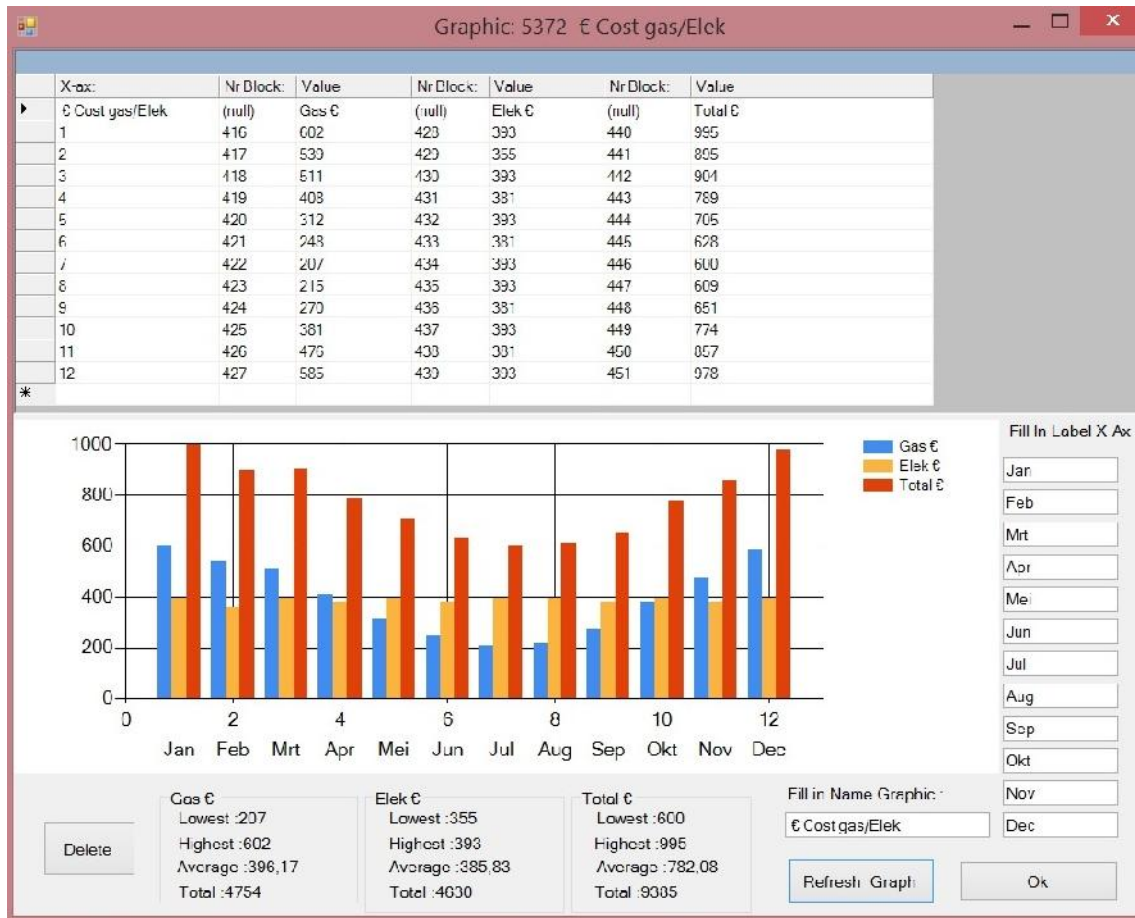 Graphic: 5372 € Cost gas/Elek
X-ax: Nr Block: Value Nr Block: Value Nr Block: Value
€ Cost gas/Elek (null) Gas € (null) Elek € (null) Total €
1 416 602 428 393 440 995
2 417 539 429 355 441 895
3 418 511 430 393 442 904
4 419 408 431 381 443 789
5 420 312 432 393 444 705
6 421 248 433 381 445 628
7 422 207 434 393 446 600
8 423 215 435 393 447 609
9 424 270 436 381 448 651
10 425 381 437 393 449 774
11 426 476 438 381 450 857
12 427 585 439 393 451 978
1000
800
600
400
200
0
0 2 4 6 8 10 12
Jan Feb Mrt Apr Mei Jun Jul Aug Sep Okt Nov Dec
Gas €
Elek €
Total €
Fill In Label X Ax
Jan
Feb
Mrt
Apr
Mei
Jun
Jul
Aug
Sep
Okt
Nov
Dec
Delete
Gas €
Lowest :207
Highest :602
Average :396,17
Total :4754
Elek €
Lowest :355
Highest :393
Average :385,83
Total :4630
Total €
Lowest :600
Highest :995
Average :782,08
Total :9385
Fill in Name Graphic :
€ Cost gas/Elek
Refresh Graph
Ok